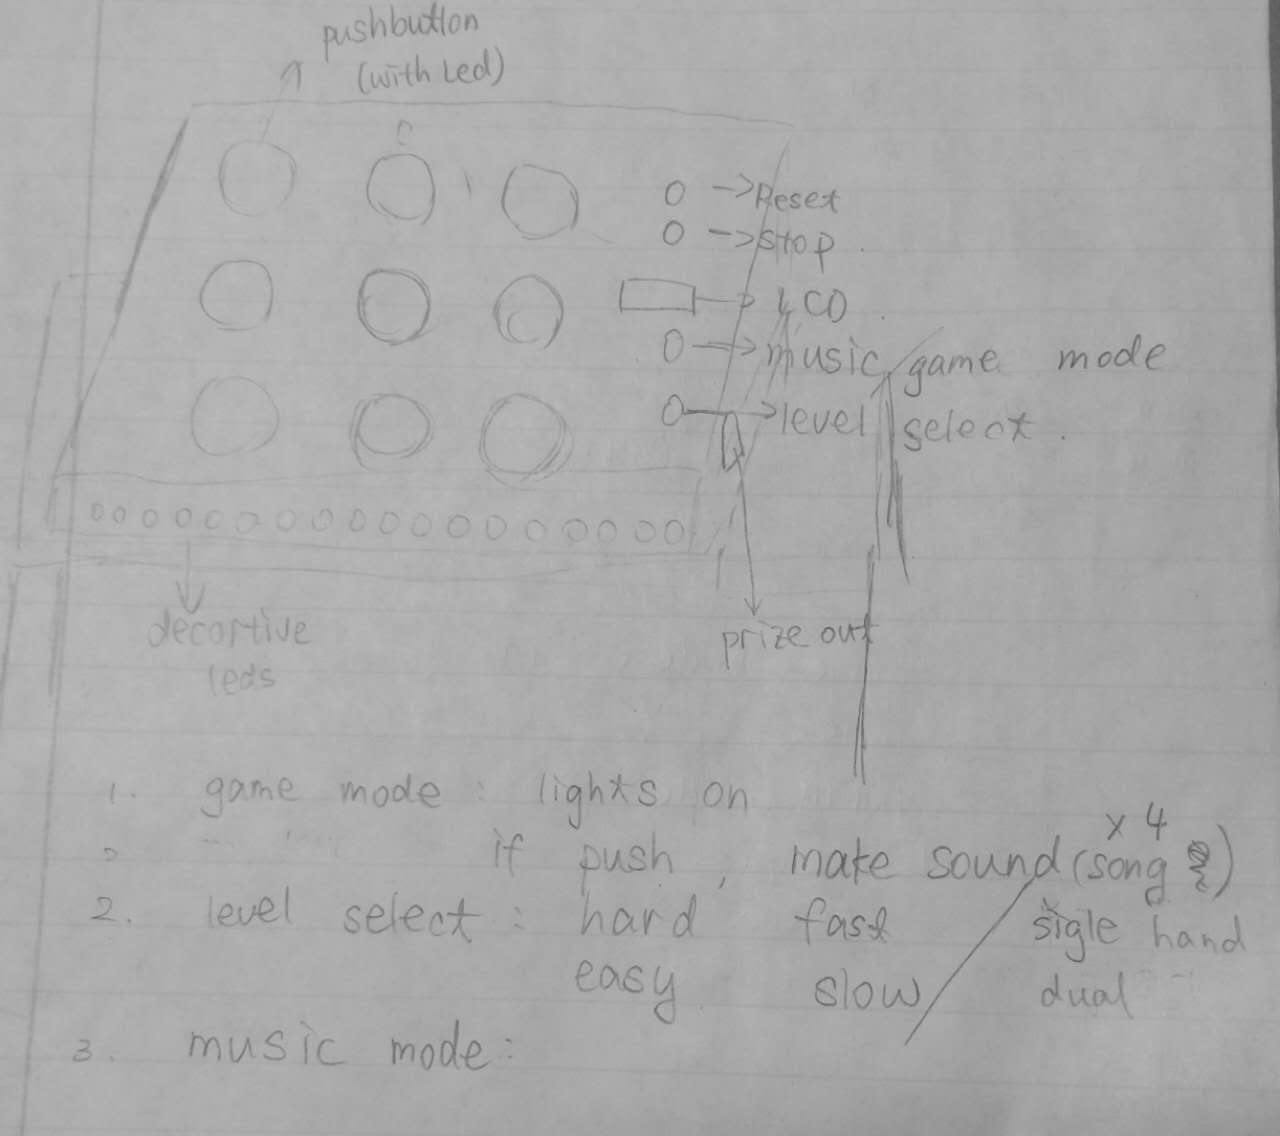 pushbutton
(with Led)
Reset
stop
LCD
music/game mode
level select.
decortive
leds
prize out
1. game mode: lights on
x 4
if push, make sound (song )
2. level select: hard fast / sigle hand
easy slow dual
3. music mode: